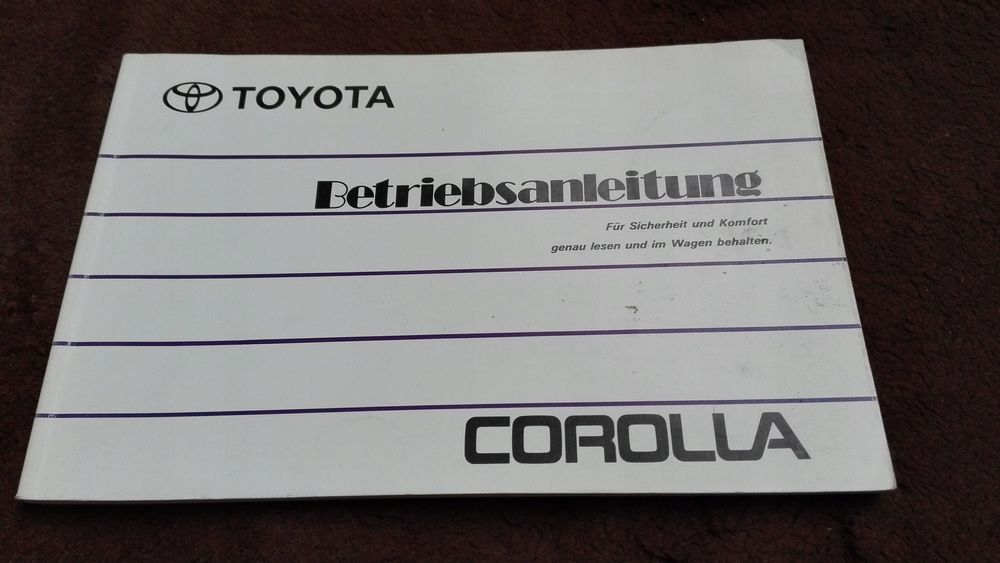 TOYOTA
Betriebsanleitung
Für Sicherheit und Komfort
genau lesen und im Wagen behalten.
COROLLA